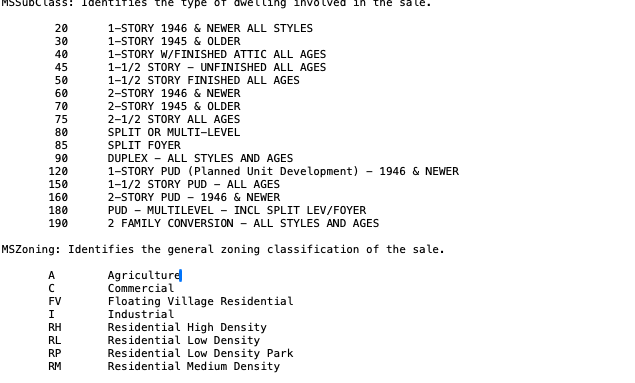 MSSubClass: Identifies the type of dwelling involved in the sale.
20 1-STORY 1946 & NEWER ALL STYLES
30 1-STORY 1945 & OLDER
40 1-STORY W/FINISHED ATTIC ALL AGES
45 1-1/2 STORY - UNFINISHED ALL AGES
50 1-1/2 STORY FINISHED ALL AGES
60 2-STORY 1946 & NEWER
70 2-STORY 1945 & OLDER
75 2-1/2 STORY ALL AGES
80 SPLIT OR MULTI-LEVEL
85 SPLIT FOYER
90 DUPLEX - ALL STYLES AND AGES
120 1-STORY PUD (Planned Unit Development) - 1946 & NEWER
150 1-1/2 STORY PUD - ALL AGES
160 2-STORY PUD - 1946 & NEWER
180 PUD - MULTILEVEL - INCL SPLIT LEV/FOYER
190 2 FAMILY CONVERSION - ALL STYLES AND AGES
MSZoning: Identifies the general zoning classification of the sale.
A Agriculture
C Commercial
FV Floating Village Residential
I Industrial
RH Residential High Density
RL Residential Low Density
RP Residential Low Density Park
RM Residential Medium Density